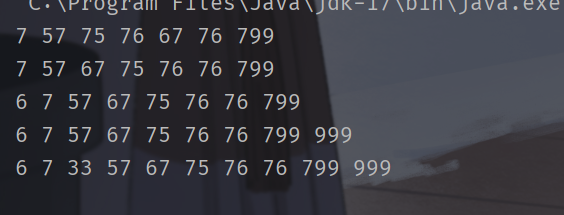 C:\Program Files\Java\jdk-17\bin\java.exe
7 57 75 76 67 76 799
7 57 67 75 76 76 799
6 7 57 67 75 76 76 799
6 7 57 67 75 76 76 799 999
6 7 33 57 67 75 76 76 799 999